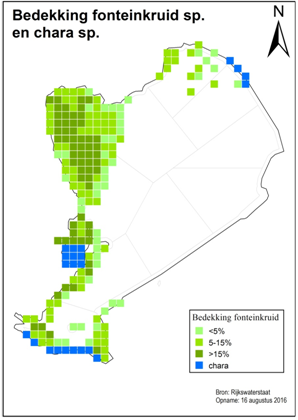 Bedekking fonteinkruid sp.
en chara sp.
N
Bedekking fonteinkruid
<5%
5-15%
>15%
chara
Bron: Rijkswaterstaat
Opname: 16 augustus 2016